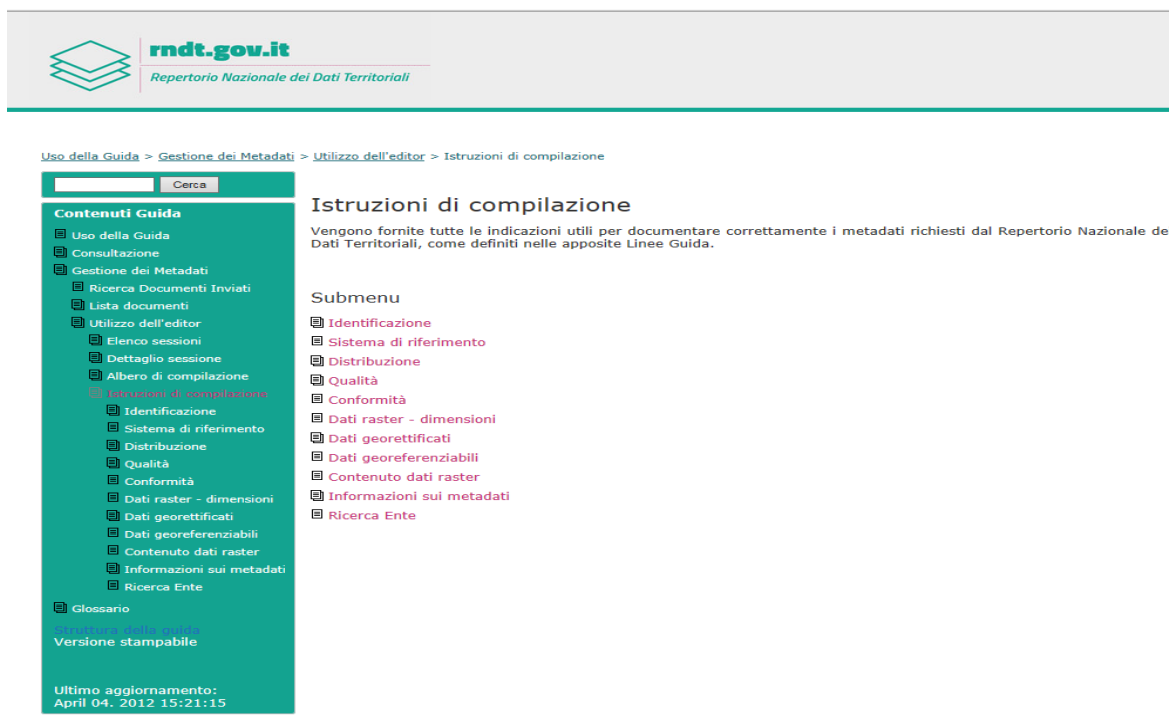 rndt.gov.it
Repertorio Nazionale dei Dati Territoriali
Uso della Guida > Gestione dei Metadati > Utilizzo dell'editor > Istruzioni di compilazione
Cerca
Contenuti Guida
Uso della Guida
Consultazione
Gestione dei Metadati
Ricerca Documenti Inviati
Lista documenti
Utilizzo dell'editor
Elenco sessioni
Dettaglio sessione
Albero di compilazione
Istruzioni di compilazione
Identificazione
Sistema di riferimento
Distribuzione
Qualità
Conformità
Dati raster - dimensioni
Dati georettificati
Dati georeferenziabili
Contenuto dati raster
Informazioni sui metadati
Ricerca Ente
Glossario
Struttura della guida
Versione stampabile
Ultimo aggiornamento:
April 04. 2012 15:21:15
Istruzioni di compilazione
Vengono fornite tutte le indicazioni utili per documentare correttamente i metadati richiesti dal Repertorio Nazionale de
Dati Territoriali, come definiti nelle apposite Linee Guida.
Submenu
Identificazione
Sistema di riferimento
Distribuzione
Qualità
Conformità
Dati raster - dimensioni
Dati georettificati
Dati georeferenziabili
Contenuto dati raster
Informazioni sui metadati
Ricerca Ente